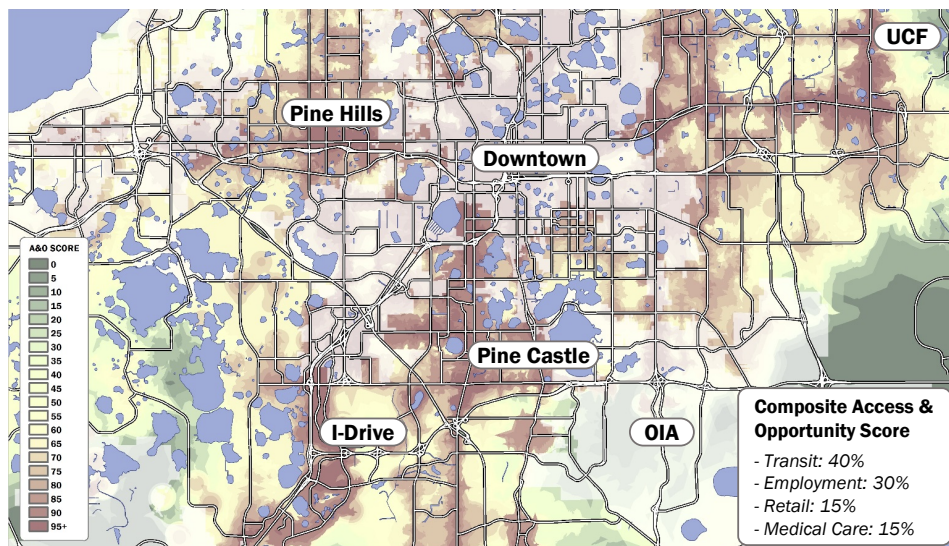 UCF
Pine Hills
Downtown
A&O SCORE
0
5
10
15
20
25
30
35
40
45
50
55
60
65
70
75
80
85
90
95+
Pine Castle
I-Drive
OIA
Composite Access &
Opportunity Score
- Transit: 40%
- Employment: 30%
- Retail: 15%
- Medical Care: 15%